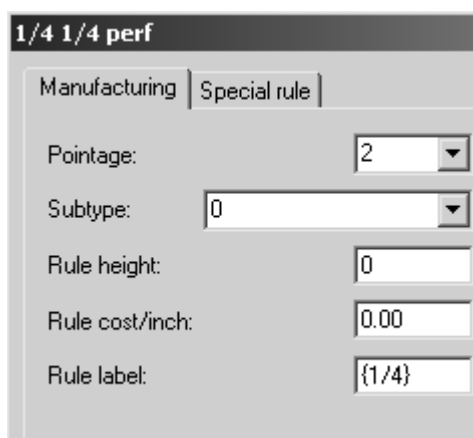 1/4 1/4 perf
Manufacturing Special rule
Pointage: 2
Subtype: 0
Rule height: 0
Rule cost/inch: 0.00
Rule label: {1/4}